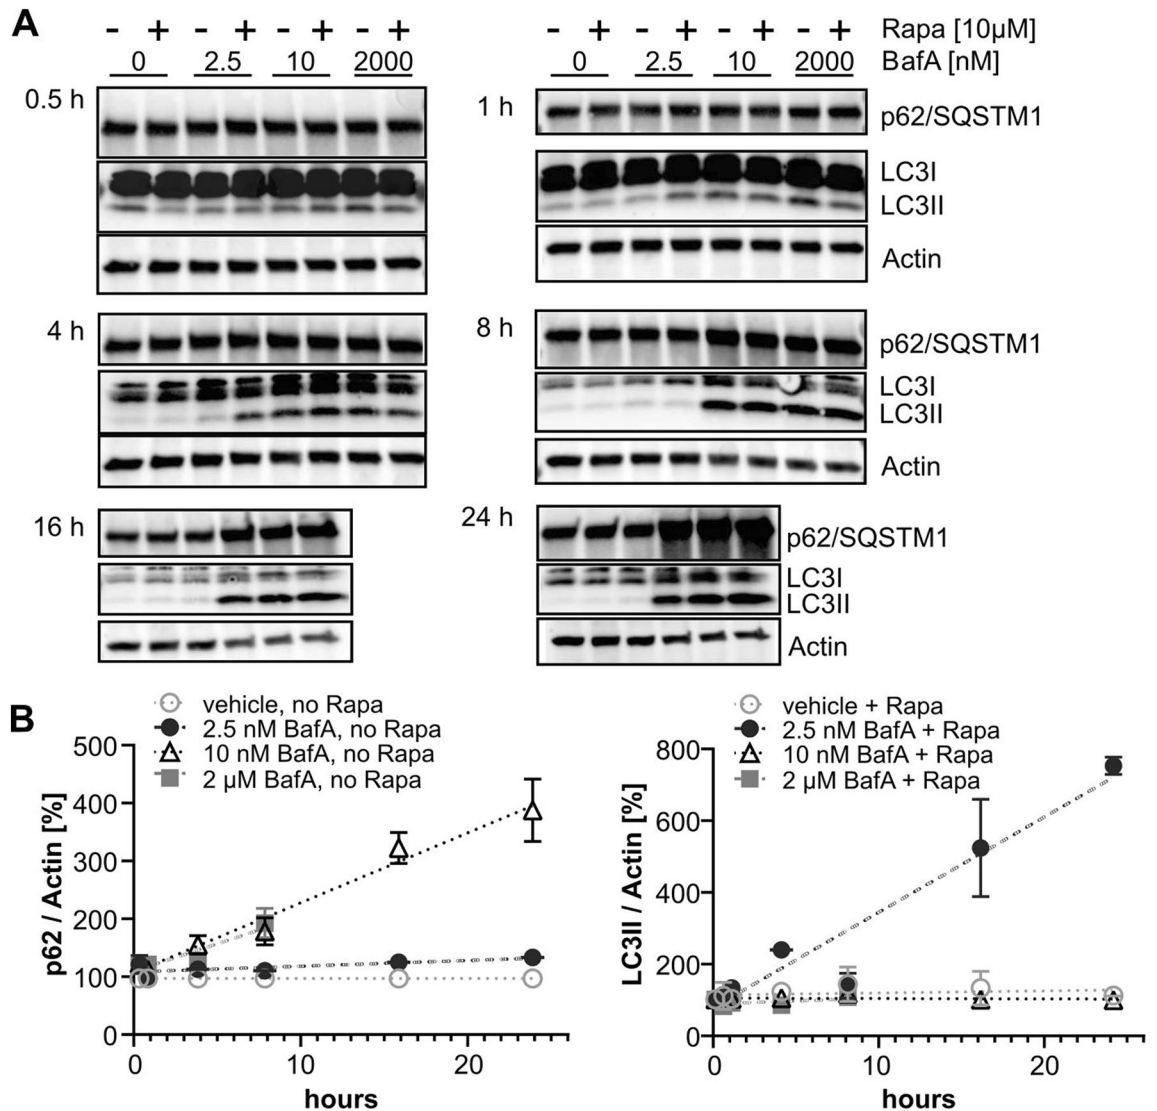 A
- + - + - + - + - + - + - + - + Rapa [10µM]
0 2.5 10 2000 0 2.5 10 2000 BafA [nM]
0.5 h 1 h p62/SQSTM1
LC3I
LC3II
Actin
4 h 8 h p62/SQSTM1
LC3I
LC3II
Actin
16 h 24 h p62/SQSTM1
LC3I
LC3II
Actin
B
vehicle, no Rapa
2.5 nM BafA, no Rapa
10 nM BafA, no Rapa
2 µM BafA, no Rapa
p62 / Actin [%]
500
400
300
200
100
0
0 10 20
hours
vehicle + Rapa
2.5 nM BafA + Rapa
10 nM BafA + Rapa
2 µM BafA + Rapa
LC3II / Actin [%]
800
600
400
200
0
0 10 20
hours